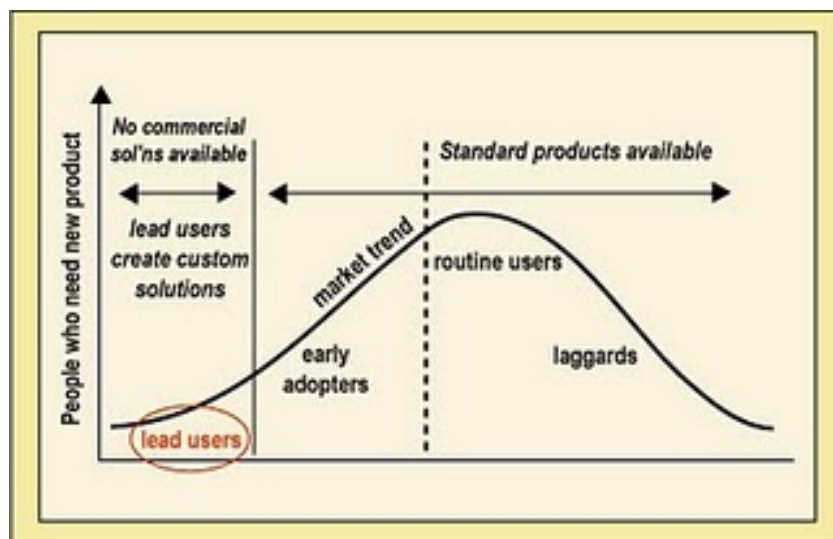 People who need new product
No commercial
sol'ns available
Standard products available
lead users
create custom
solutions
market trend
routine users
early
adopters
laggards
lead users